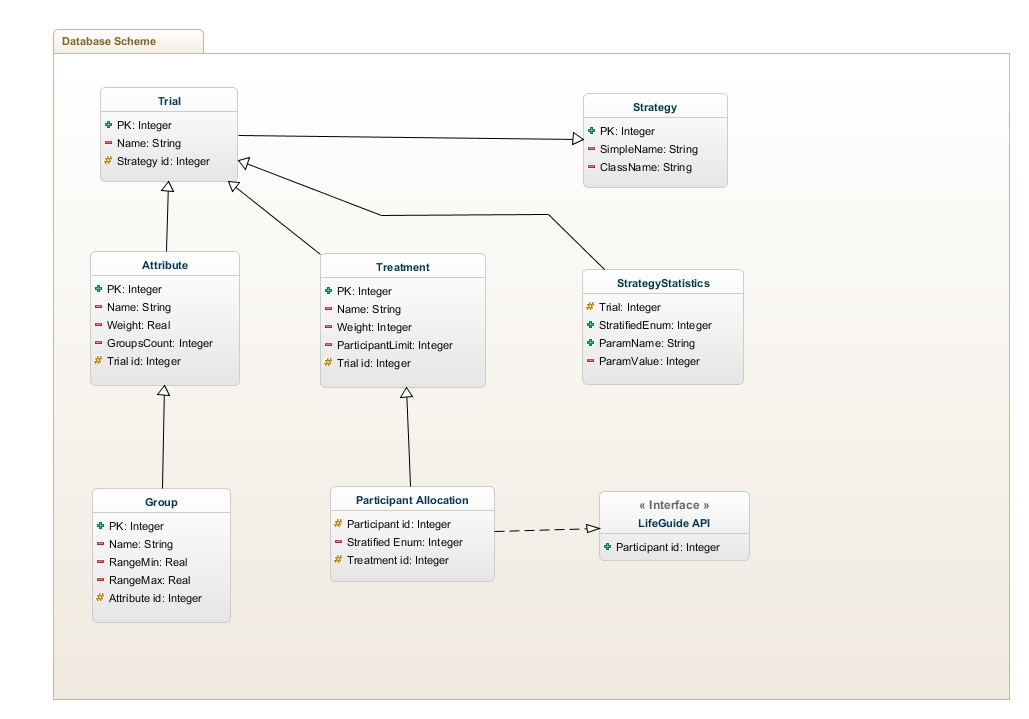 Database Scheme
Trial
PK: Integer
Name: String
Strategy id: Integer
Strategy
PK: Integer
SimpleName: String
ClassName: String
Attribute
PK: Integer
Name: String
Weight: Real
GroupsCount: Integer
Trial id: Integer
Treatment
PK: Integer
Name: String
Weight: Integer
ParticipantLimit: Integer
Trial id: Integer
StrategyStatistics
Trial: Integer
StratifiedEnum: Integer
ParamName: String
ParamValue: Integer
Group
PK: Integer
Name: String
RangeMin: Real
RangeMax: Real
Attribute id: Integer
Participant Allocation
Participant id: Integer
Stratified Enum: Integer
Treatment id: Integer
« Interface »
LifeGuide API
Participant id: Integer